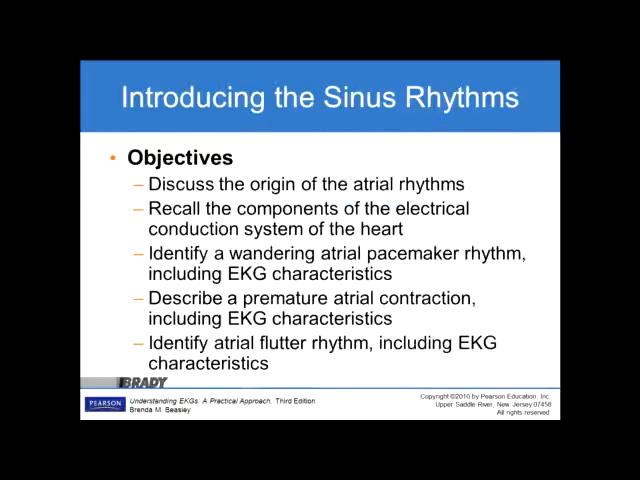 Introducing the Sinus Rhythms
• Objectives
– Discuss the origin of the atrial rhythms
– Recall the components of the electrical
conduction system of the heart
– Identify a wandering atrial pacemaker rhythm,
including EKG characteristics
– Describe a premature atrial contraction,
including EKG characteristics
– Identify atrial flutter rhythm, including EKG
characteristics
BRADY
PEARSON
Understanding EKGs: A Practical Approach, Third Edition
Brenda M. Beasley
Copyright ©2010 by Pearson Education, Inc.
Upper Saddle River, New Jersey 07458
All rights reserved.